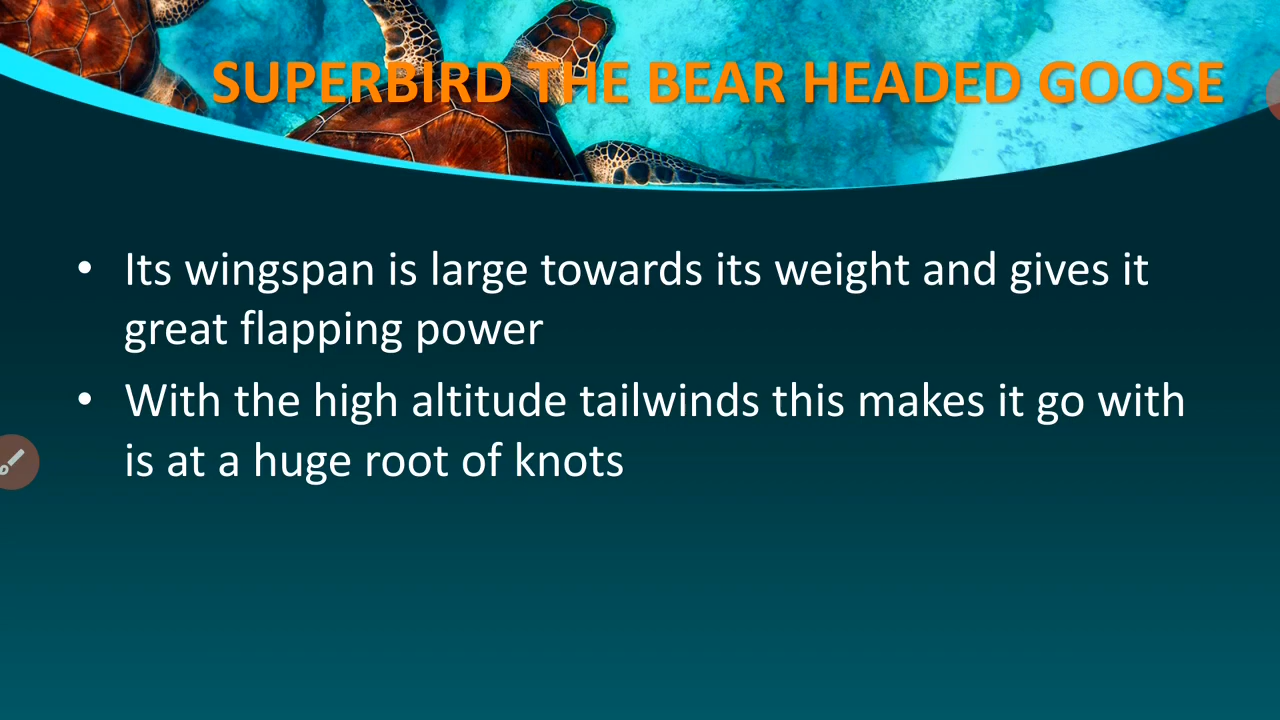 SUPERBIRD THE BEAR HEADED GOOSE
• Its wingspan is large towards its weight and gives it
great flapping power
• With the high altitude tailwinds this makes it go with
is at a huge root of knots